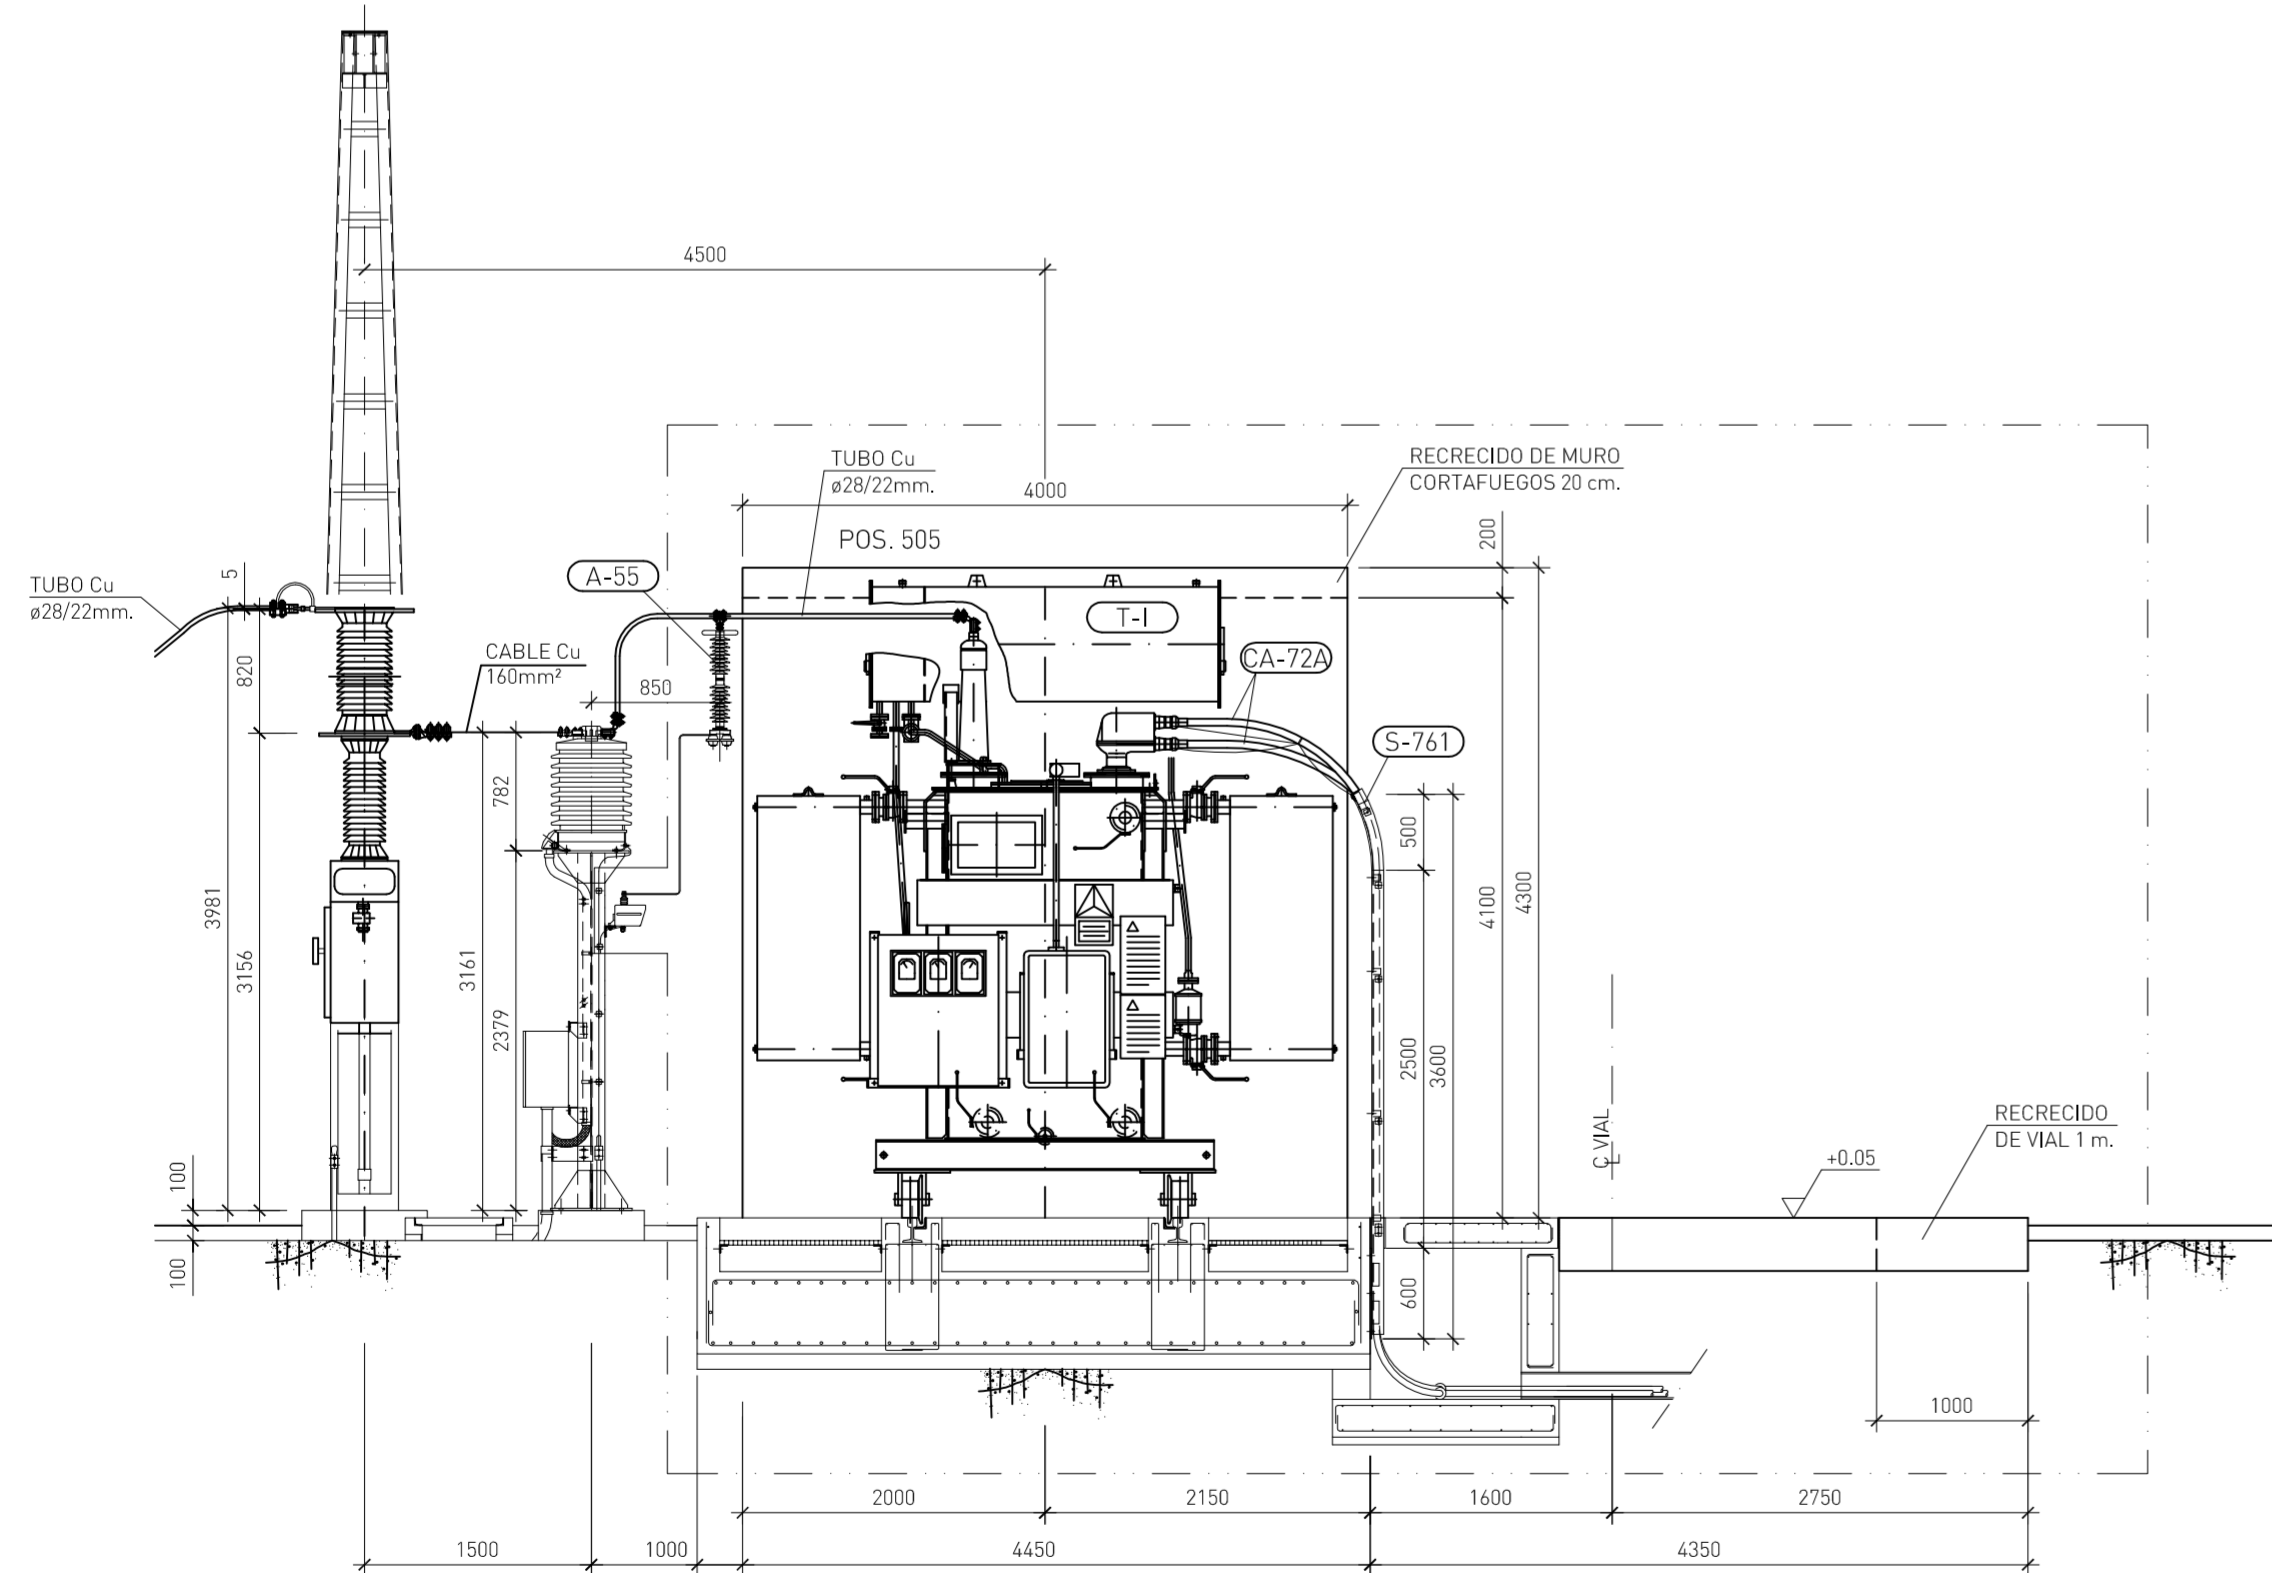 4500
TUBO Cu
ø28/22mm.
RECRECIDO DE MURO
CORTAFUEGOS 20 cm.
4000
200
POS. 505
A-55
T-I
TUBO Cu
ø28/22mm.
5
CABLE Cu
160mm²
CA-72A
820
850
S-761
782
500
4100
4300
3981
3156
3161
2379
2500
3600
C VIAL
RECRECIDO
DE VIAL 1 m.
+0.05
100
100
600
1000
2000
2150
1600
2750
1500
1000
4450
4350